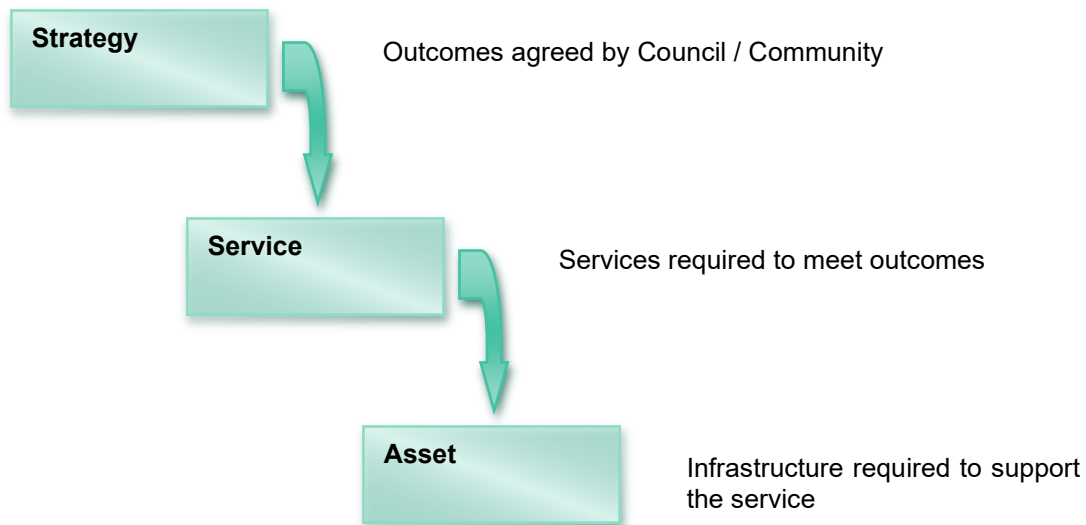 Strategy
Outcomes agreed by Council / Community
Service
Services required to meet outcomes
Asset
Infrastructure required to support
the service